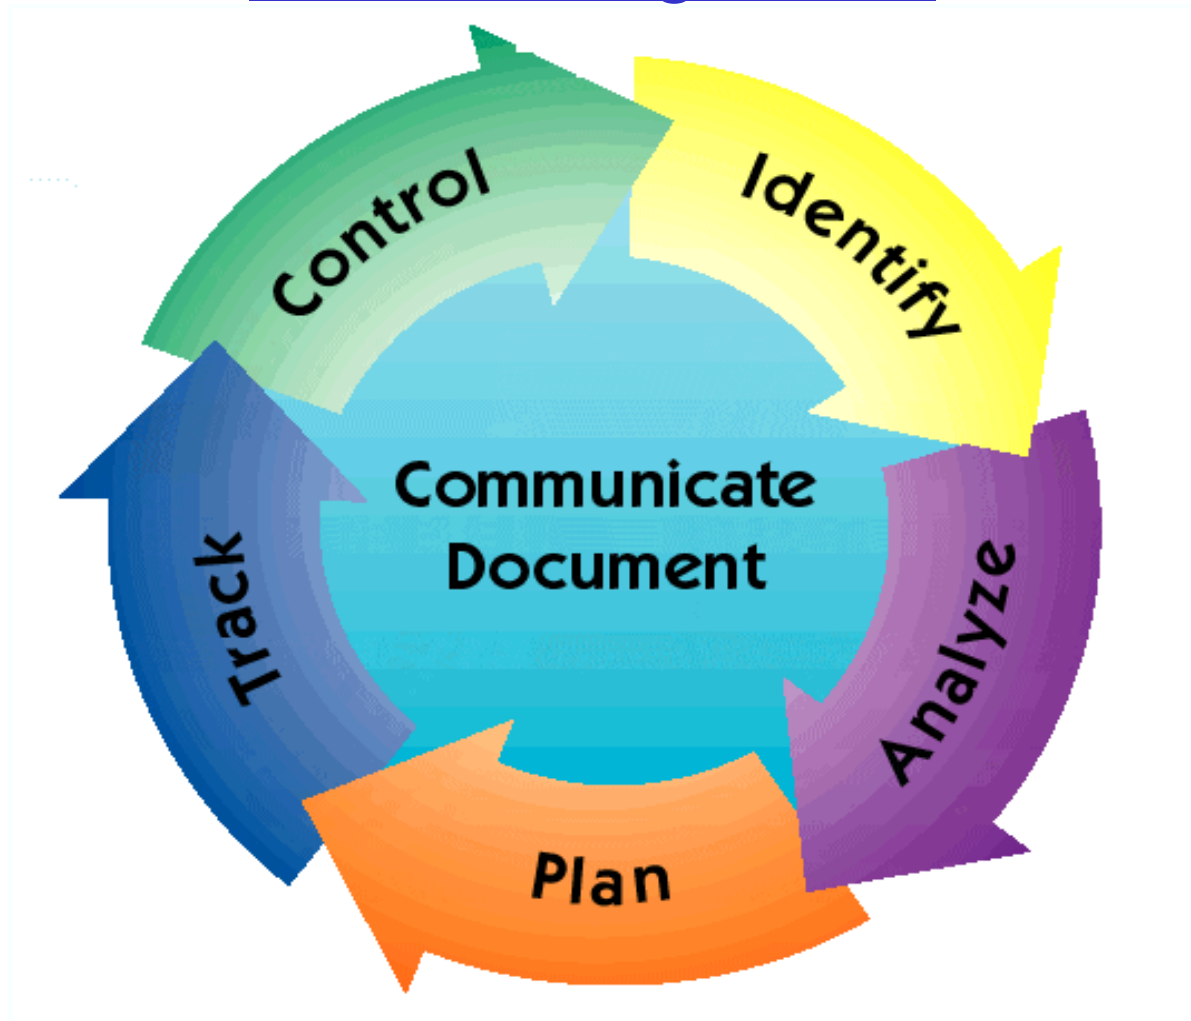 Identify
Analyze
Plan
Track
Control
Communicate
Document